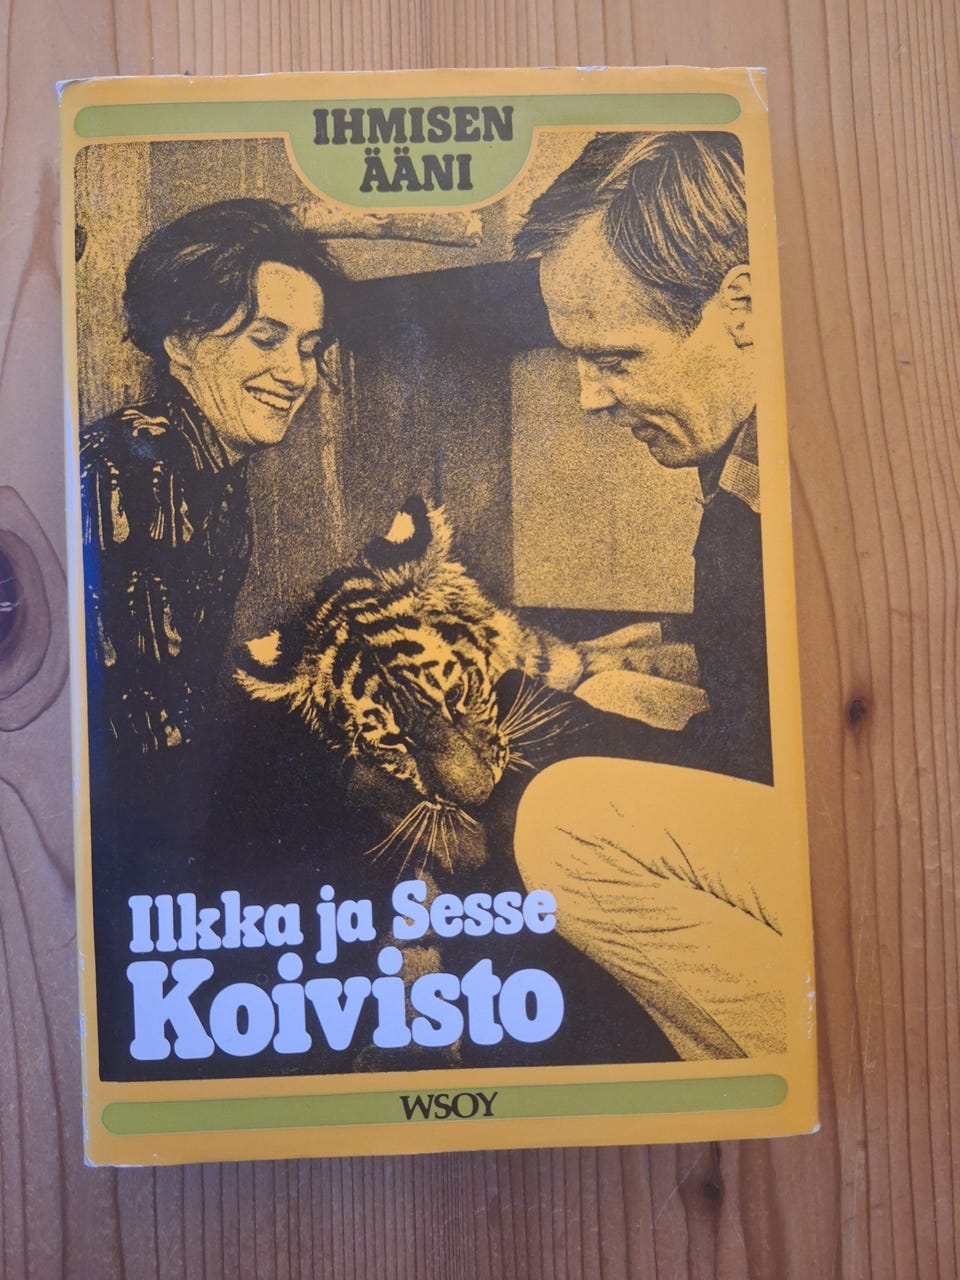 IHMISEN
ÄÄNI
Ilkka ja Sesse
Koivisto
WSOY